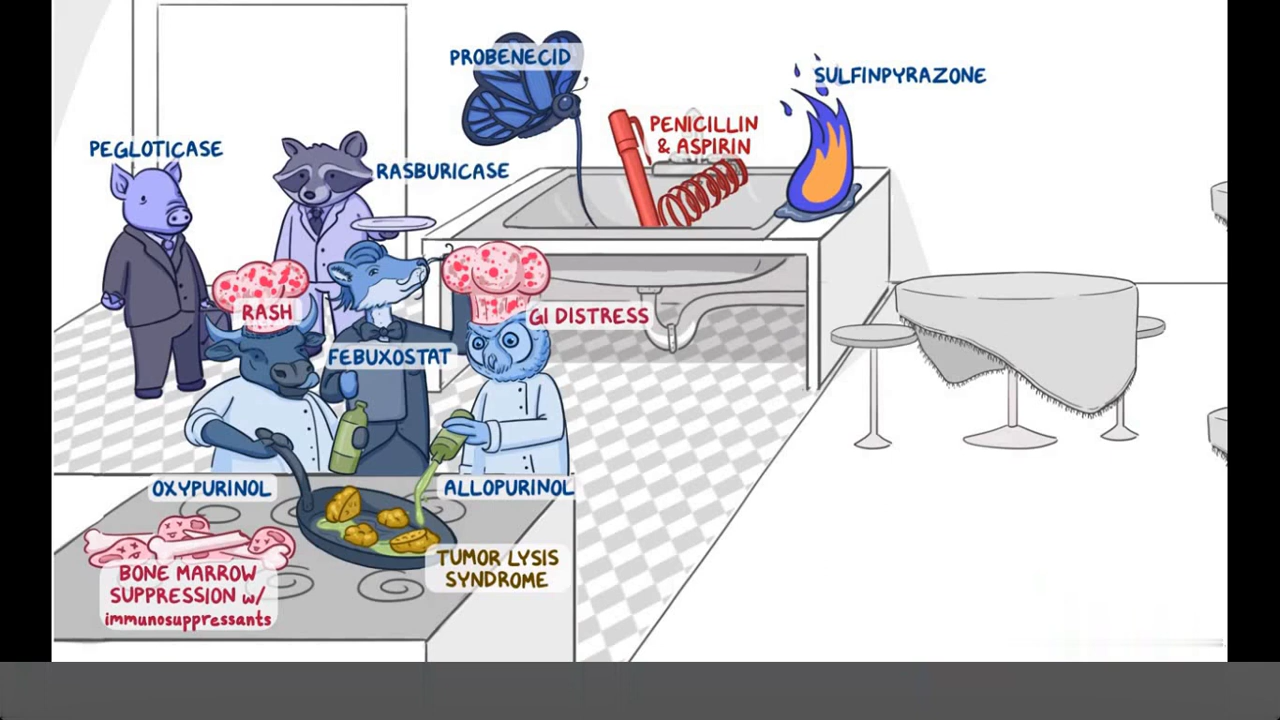 PROBENECID
SULFINPYRAZONE
PENICILLIN
& ASPIRIN
PEGLOTICASE
RASBURICASE
RASH
GI DISTRESS
FEBUXOSTAT
OXYPURINOL
ALLOPURINOL
TUMOR LYSIS
SYNDROME
BONE MARROW
SUPPRESSION w/
immunosuppressants